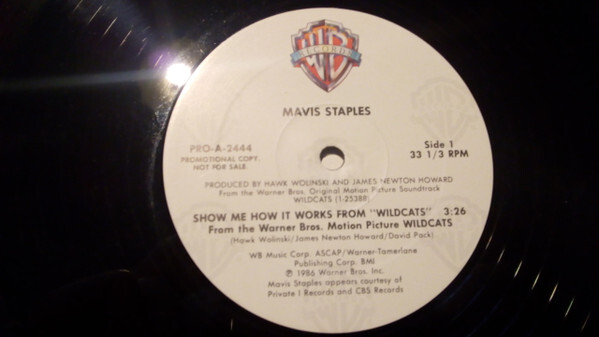 WB
RECORDS
MAVIS STAPLES
PRO-A-2444
PROMOTIONAL COPY.
NOT FOR SALE.
Side 1
33 1/3 RPM
PRODUCED BY HAWK WOLINSKI AND JAMES NEWTON HOWARD
From the Warner Bros. Original Motion Picture Soundtrack
WILDCATS (1-25388)
SHOW ME HOW IT WORKS FROM "WILDCATS" 3:26
From the Warner Bros. Motion Picture WILDCATS
(Hawk Wolinski/James Newton Howard/David Pack)
WB Music Corp. ASCAP/Warner-Tamerlane
Publishing Corp. BMI
℗ 1986 Warner Bros. Inc.
Mavis Staples appears courtesy of
Private I Records and CBS Records